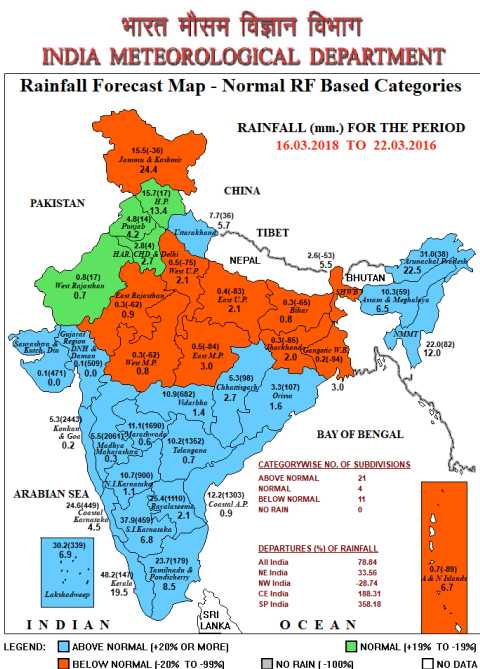 भारत मौसम विज्ञान विभाग
INDIA METEOROLOGICAL DEPARTMENT
Rainfall Forecast Map - Normal RF Based Categories
RAINFALL (mm.) FOR THE PERIOD
16.03.2018 TO 22.03.2016
15.5(-36)
Jammu & Kashmir
24.4
CHINA
15.7(17)
H.P.
13.4
PAKISTAN
4.8(14)
Punjab
4.2
7.7(36)
5.7
Uttarakhand
TIBET
2.8(4)
HAR. CHD & Delhi
2.7
NEPAL
2.6(-53)
5.5
BHUTAN
31.0(38)
Arunachal Pradesh
22.5
0.8(17)
West Rajasthan
0.7
0.5(-75)
West U.P.
2.1
0.4(-83)
East U.P.
2.1
SHWB
10.3(59)
Assam & Meghalaya
6.5
East Rajasthan
0.3(-62)
0.9
0.3(-65)
Bihar
0.8
NMMT
22.0(82)
12.0
Gujarat
Region
DNH &
Daman
0.1(509)
0.0
Saurashtra &
Kutch, Diu
0.1(471)
0.0
0.3(-62)
West M.P.
0.8
0.5(-84)
East M.P.
3.0
0.3(-85)
Jharkhand
2.0
Gangetic W.B.
0.2(-94)
3.0
5.3(98)
Chhattisgarh
2.7
3.3(107)
Orissa
1.6
10.9(682)
Vidarbha
1.4
5.3(2443)
Konkan
& Goa
0.2
11.1(1690)
Marathwada
0.6
5.5(2061)
Madhya
Maharashtra
0.3
10.2(1352)
Telangana
0.7
BAY OF BENGAL
10.7(900)
N.I.Karnataka
1.1
ARABIAN SEA
24.6(449)
Coastal
Karnataka
4.5
25.4(1110)
Rayalaseema
2.1
12.2(1303)
Coastal A.P.
0.9
37.9(459)
S.I.Karnataka
6.8
CATEGORYWISE NO. OF SUBDIVISIONS
ABOVE NORMAL 21
NORMAL 4
BELOW NORMAL 11
NO RAIN 0
30.2(339)
6.9
Lakshadweep
23.7(179)
Tamilnadu &
Pondicherry
8.5
48.2(147)
Kerala
19.5
DEPARTURES (%) OF RAINFALL
All India 78.84
NE India 33.56
NW India -28.74
CE India 188.31
SP India 358.18
0.7(-89)
A & N Islands
6.7
SRI
LANKA
INDIAN OCEAN
LEGEND: ABOVE NORMAL (+20% OR MORE) NORMAL (+19% TO -19%)
BELOW NORMAL (-20% TO -99%) NO RAIN (-100%) NO DATA